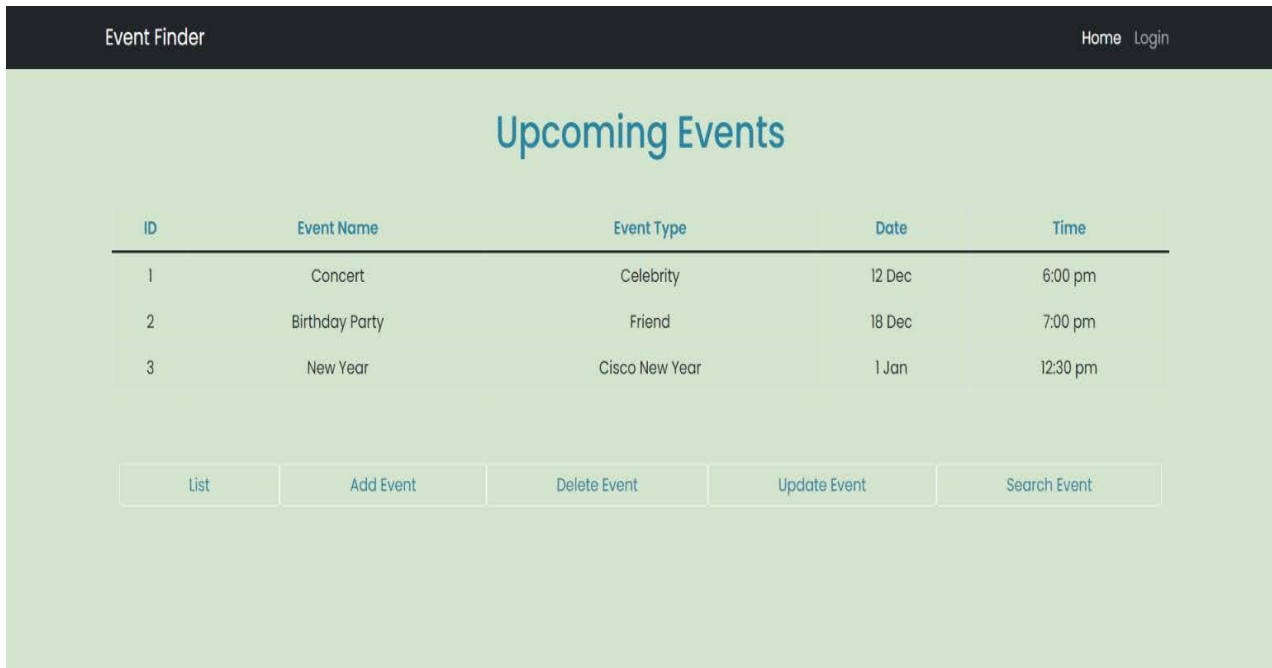 Event Finder Home Login
Upcoming Events
ID Event Name Event Type Date Time
1 Concert Celebrity 12 Dec 6:00 pm
2 Birthday Party Friend 18 Dec 7:00 pm
3 New Year Cisco New Year 1 Jan 12:30 pm
List Add Event Delete Event Update Event Search Event